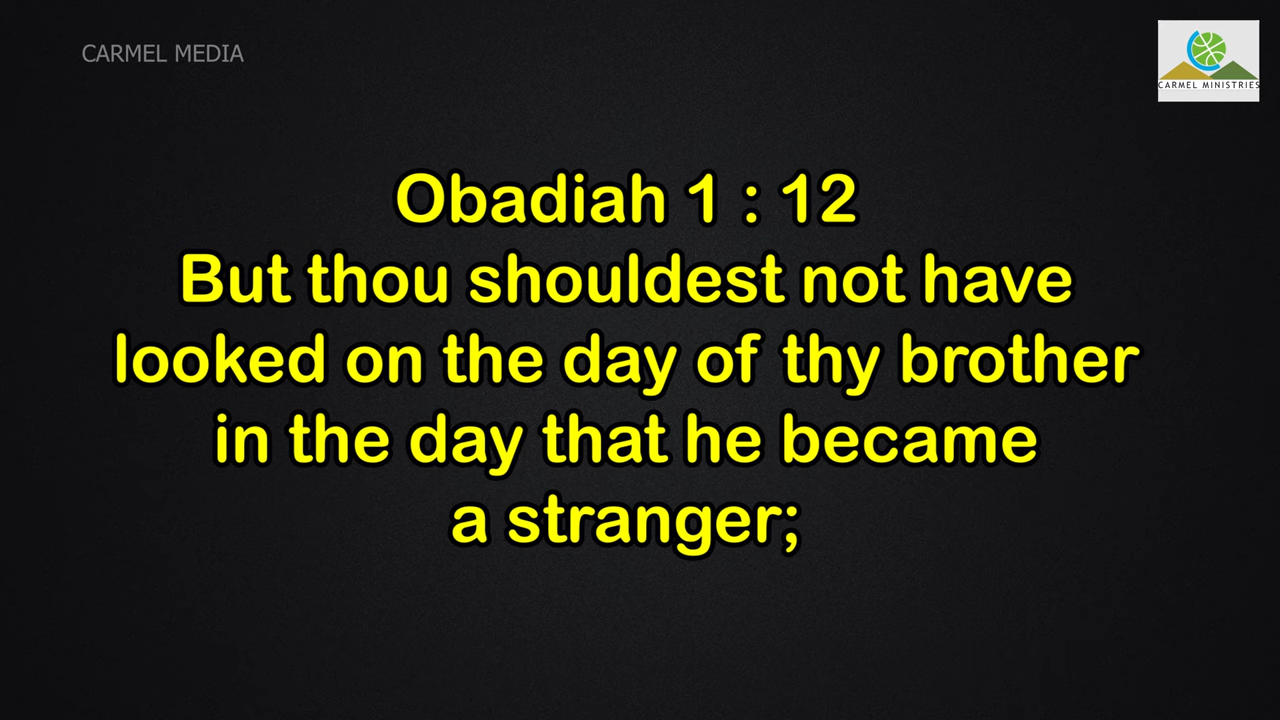 CARMEL MEDIA
CARMEL MINISTRIES
Obadiah 1 : 12
But thou shouldest not have
looked on the day of thy brother
in the day that he became
a stranger;